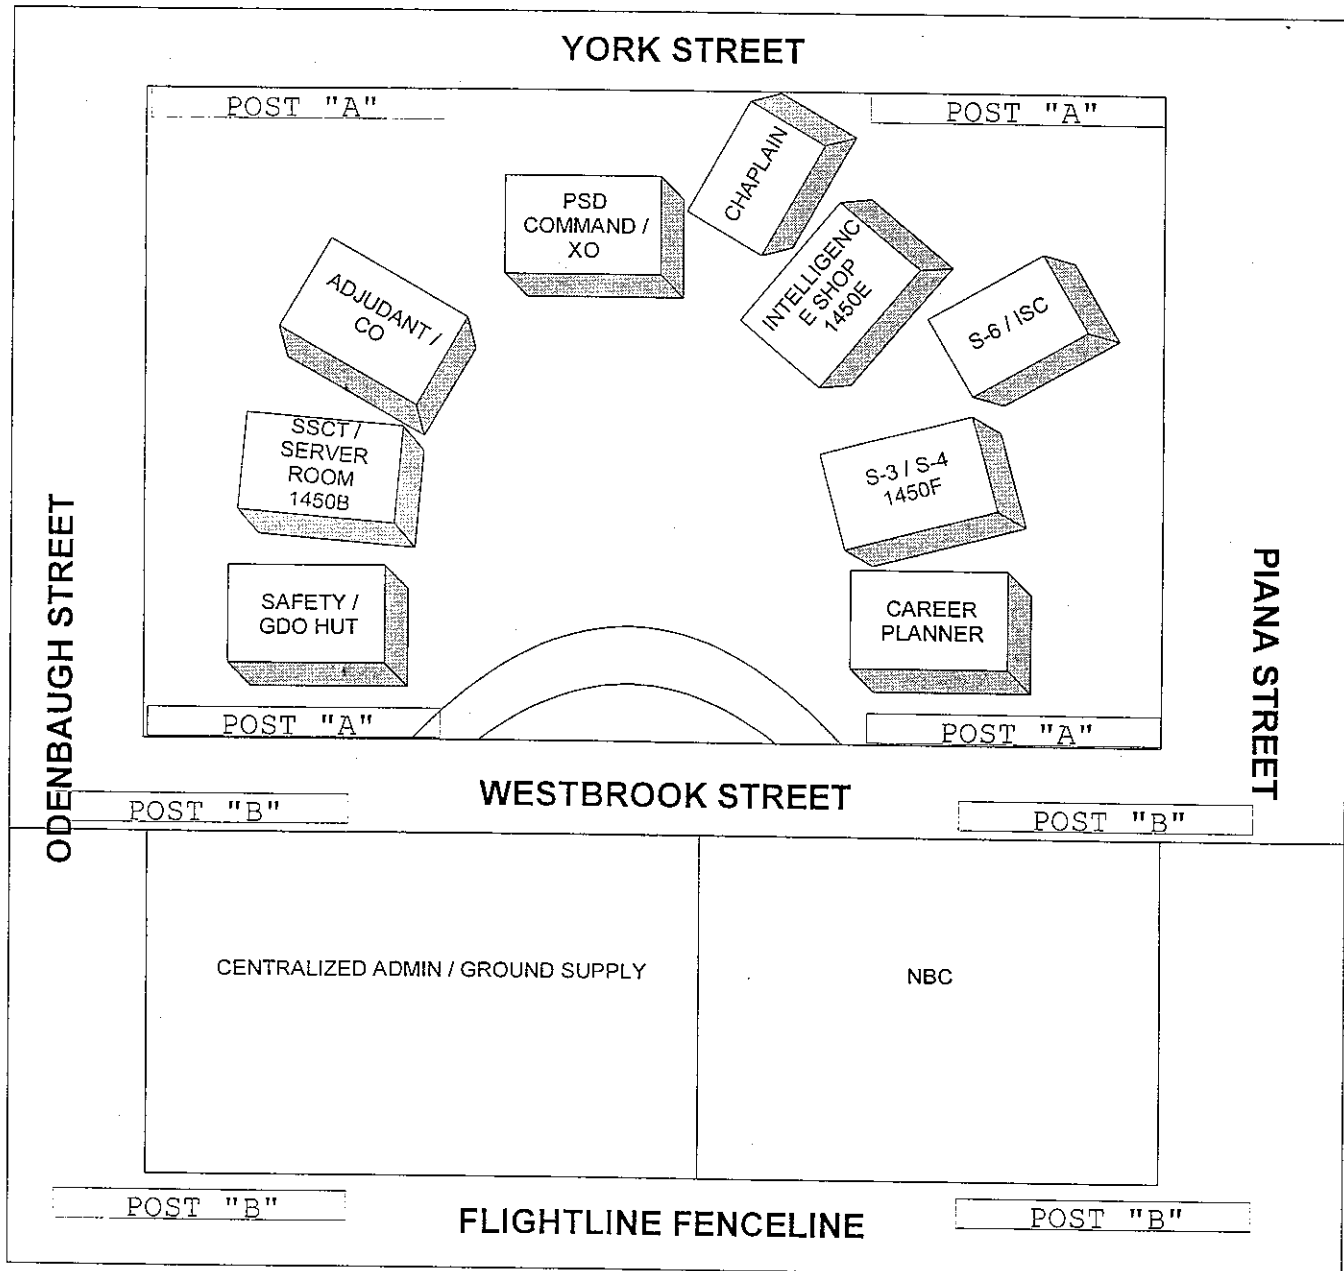 YORK STREET
POST "A"
POST "A"
CHAPLAIN
PSD
COMMAND /
XO
INTELLIGENC
E SHOP
1450E
ADJUDANT /
CO
S-6 / ISC
SSCT /
SERVER
ROOM
1450B
S-3 / S-4
1450F
ODENBAUGH STREET
PIANA STREET
SAFETY /
GDO HUT
CAREER
PLANNER
POST "A"
POST "A"
WESTBROOK STREET
POST "B"
POST "B"
CENTRALIZED ADMIN / GROUND SUPPLY
NBC
POST "B"
FLIGHTLINE FENCELINE
POST "B"